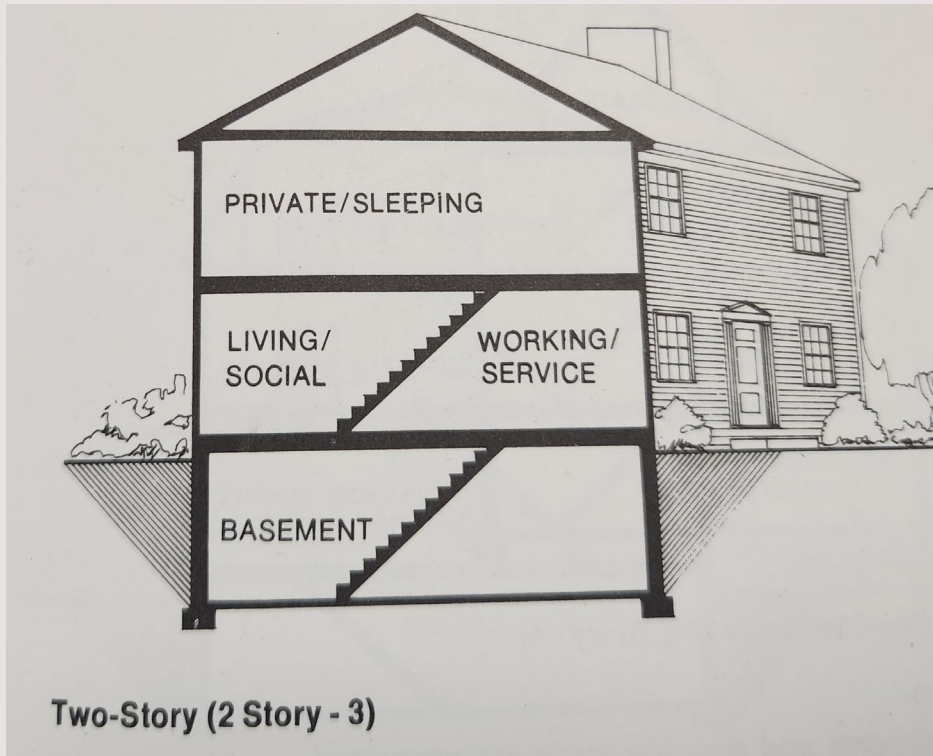 PRIVATE/SLEEPING
LIVING/
SOCIAL
WORKING/
SERVICE
BASEMENT
Two-Story (2 Story - 3)